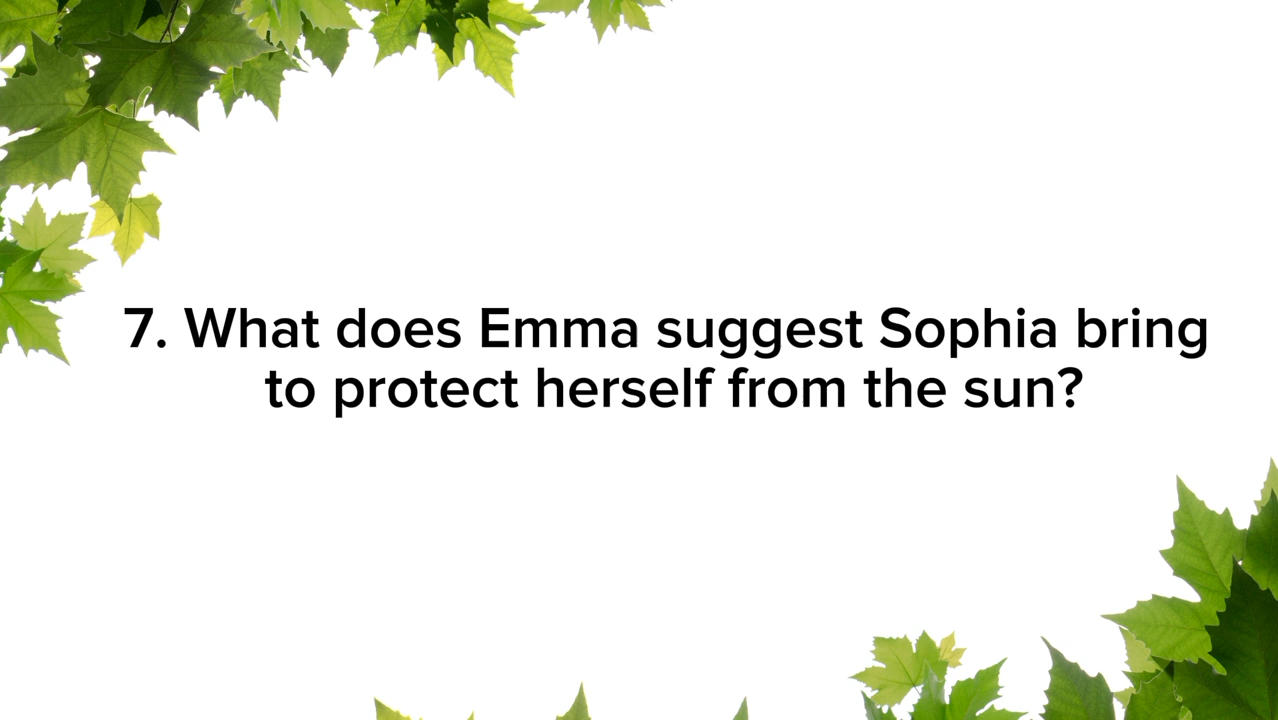 7. What does Emma suggest Sophia bring
to protect herself from the sun?